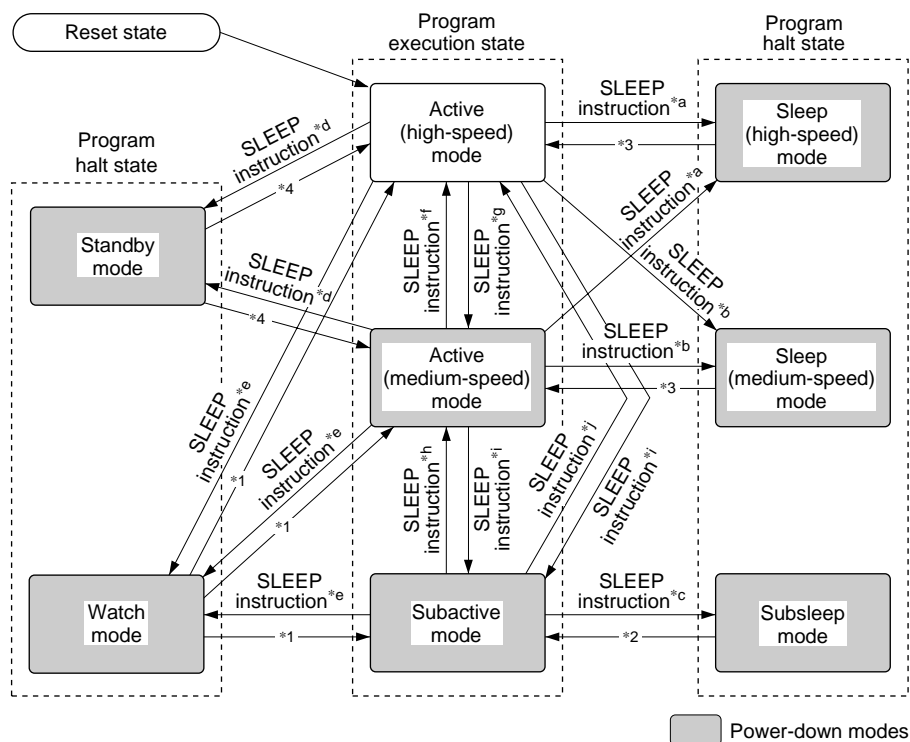 Reset state
Program
execution state
Program
halt state
Program
halt state
Active
(high-speed)
mode
SLEEP
instruction*a
*3
Sleep
(high-speed)
mode
SLEEP
instruction*d
*4
Standby
mode
SLEEP
instruction*d
*4
SLEEP
instruction*f
SLEEP
instruction*g
SLEEP
instruction*a
SLEEP
instruction*b
Active
(medium-speed)
mode
SLEEP
instruction*b
*3
Sleep
(medium-speed)
mode
SLEEP
instruction*e
*1
SLEEP
instruction*e
*1
SLEEP
instruction*h
SLEEP
instruction*i
SLEEP
instruction*j
SLEEP
instruction*i
Watch
mode
SLEEP
instruction*e
*1
Subactive
mode
SLEEP
instruction*c
*2
Subsleep
mode
Power-down modes